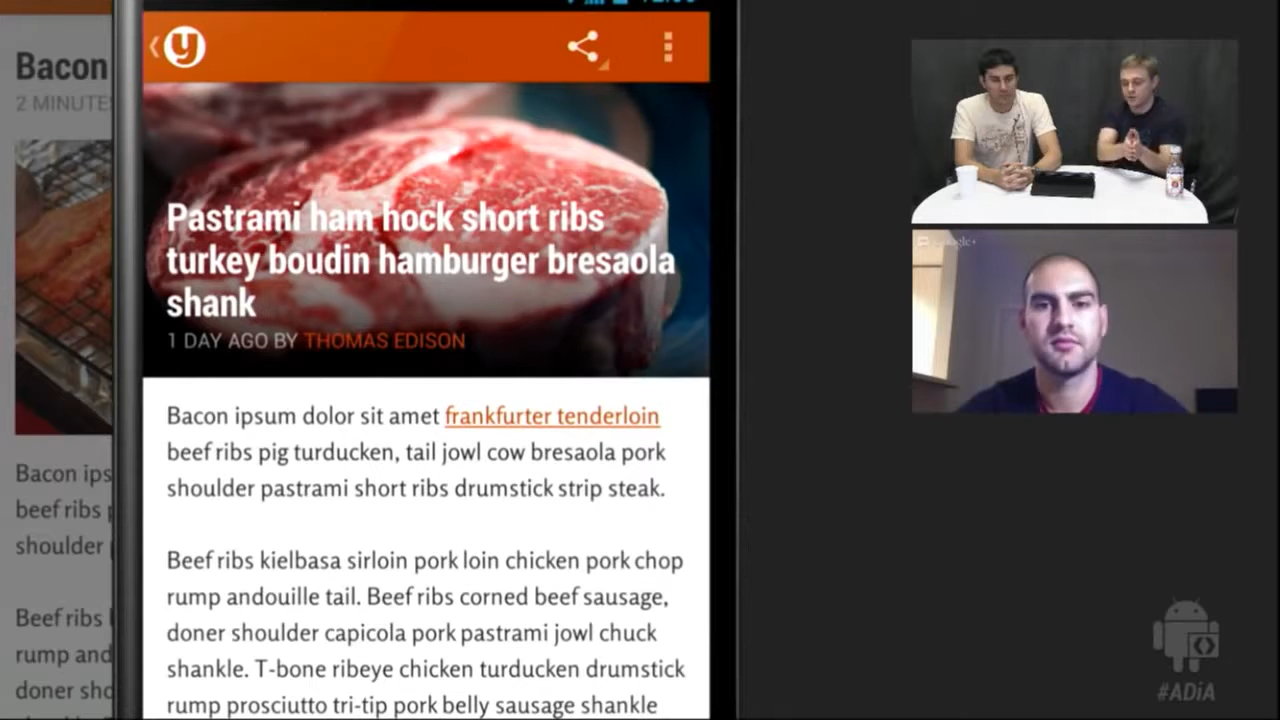 Bacon
2 MINUTES
Bacon ips
beef ribs
shoulder
Beef ribs
rump and
doner sho
y
Pastrami ham hock short ribs
turkey boudin hamburger bresaola
shank
1 DAY AGO BY THOMAS EDISON
Bacon ipsum dolor sit amet frankfurter tenderloin
beef ribs pig turducken, tail jowl cow bresaola pork
shoulder pastrami short ribs drumstick strip steak.
Beef ribs kielbasa sirloin pork loin chicken pork chop
rump andouille tail. Beef ribs corned beef sausage,
doner shoulder capicola pork pastrami jowl chuck
shankle. T-bone ribeye chicken turducken drumstick
rump prosciutto tri-tip pork belly sausage shankle
#ADiA